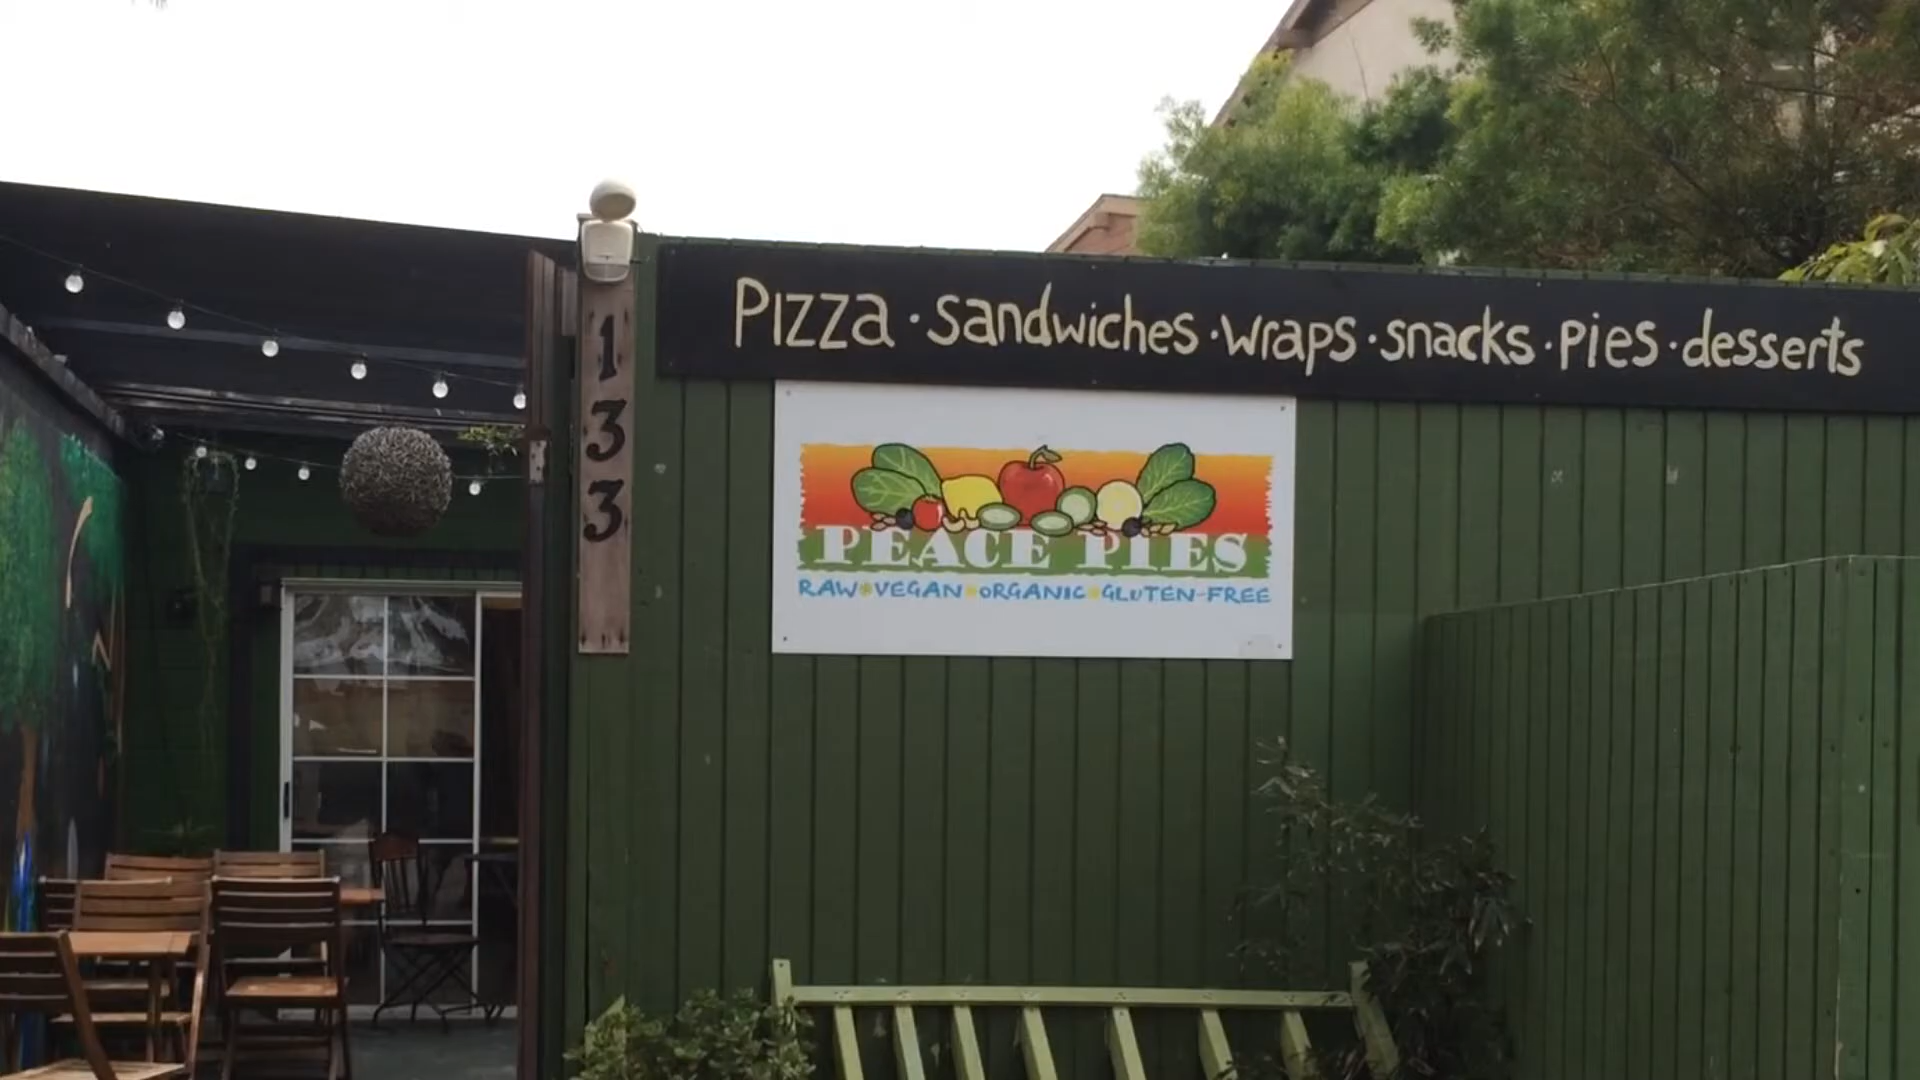 Pizza · sandwiches · wraps · snacks · pies · desserts
133
PEACE PIES
RAW VEGAN ORGANIC GLUTEN-FREE